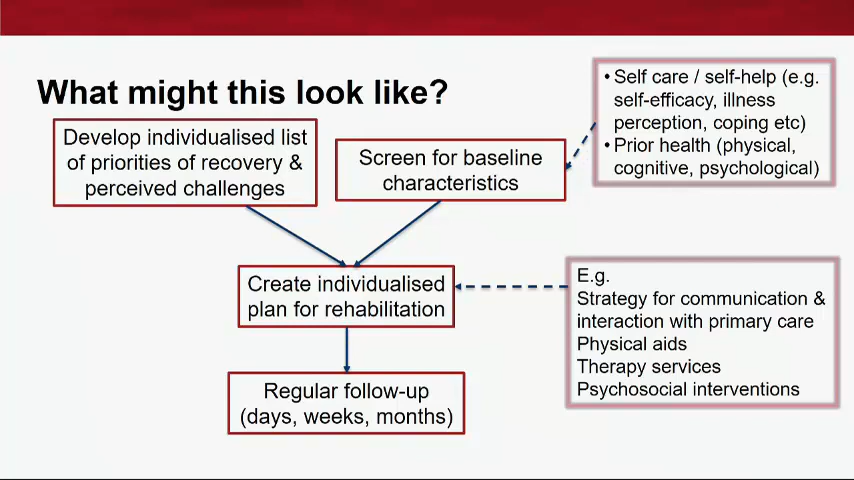 What might this look like?
Develop individualised list
of priorities of recovery &
perceived challenges
Screen for baseline
characteristics
• Self care / self-help (e.g.
self-efficacy, illness
perception, coping etc)
• Prior health (physical,
cognitive, psychological)
Create individualised
plan for rehabilitation
E.g.
Strategy for communication &
interaction with primary care
Physical aids
Therapy services
Psychosocial interventions
Regular follow-up
(days, weeks, months)